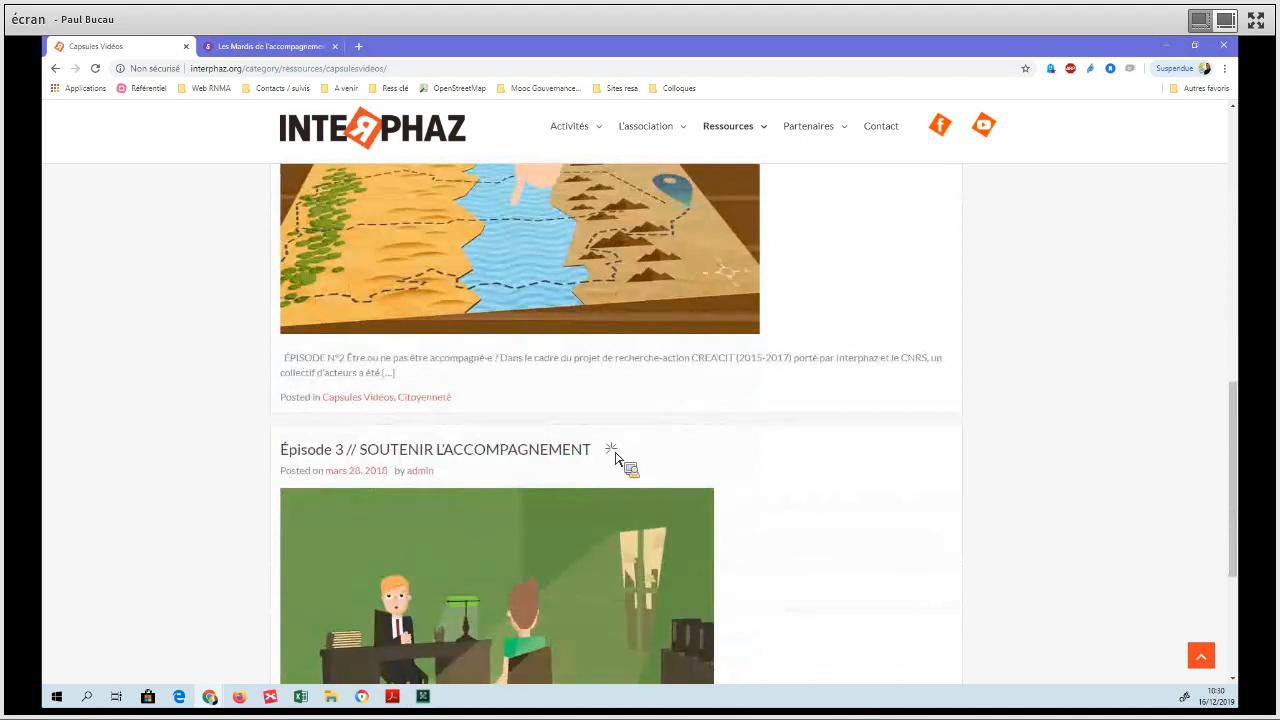 écran - Paul Bucau
Capsules Vidéos
Les Mardis de l'accompagneme
Non sécurisé | interphaz.org/category/ressources/capsulesvideos/
Suspendue
Applications Référentiel Web RNMA Contacts / suivis A venir Ress clé OpenStreetMap Mooc Gouvernance... Sites resa Colloques Autres favoris
INTERPHAZ
Activités L'association Ressources Partenaires Contact
ÉPISODE N°2 Être ou ne pas être accompagné·e ? Dans le cadre du projet de recherche-action CREA'CIT (2015-2017) porté par Interphaz et le CNRS, un
collectif d'acteurs a été [...]
Posted in Capsules Vidéos, Citoyenneté
Épisode 3 // SOUTENIR L'ACCOMPAGNEMENT
Posted on mars 28, 2018 by admin
10:30
16/12/2019